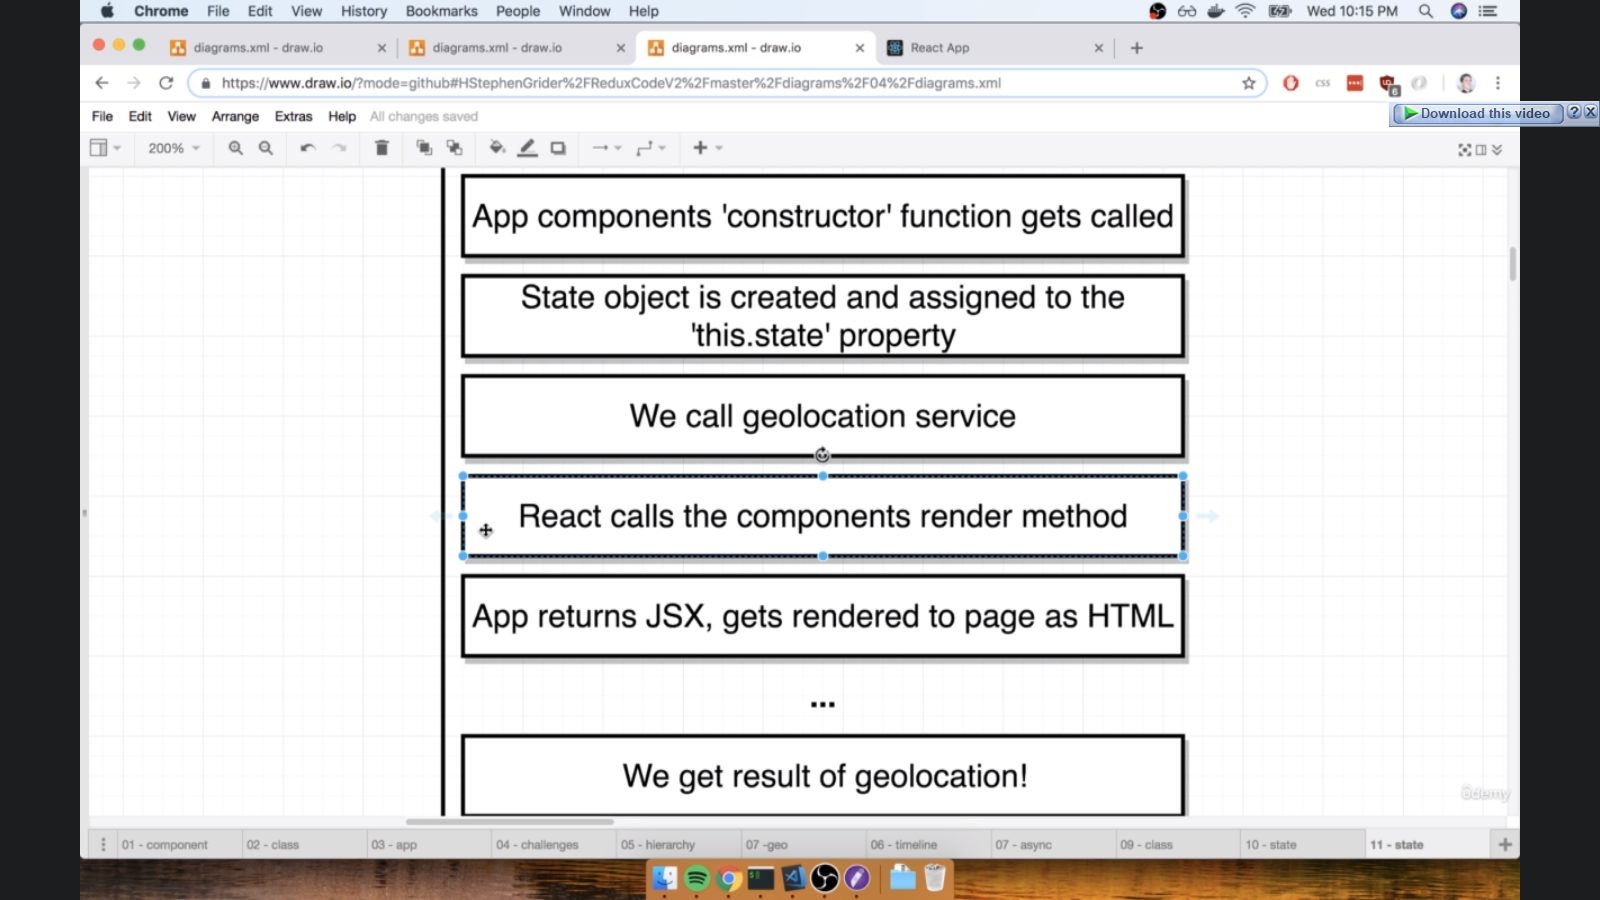 Chrome File Edit View History Bookmarks People Window Help Wed 10:15 PM
diagrams.xml - draw.io diagrams.xml - draw.io diagrams.xml - draw.io React App
https://www.draw.io/?mode=github#HStephenGrider%2FReduxCodeV2%2Fmaster%2Fdiagrams%2F04%2Fdiagrams.xml css 6
File Edit View Arrange Extras Help All changes saved
Download this video ? X
200%
App components 'constructor' function gets called
State object is created and assigned to the
'this.state' property
We call geolocation service
React calls the components render method
App returns JSX, gets rendered to page as HTML
...
We get result of geolocation!
Udemy
01 - component 02 - class 03 - app 04 - challenges 05 - hierarchy 07 -geo 06 - timeline 07 - async 09 - class 10 - state 11 - state